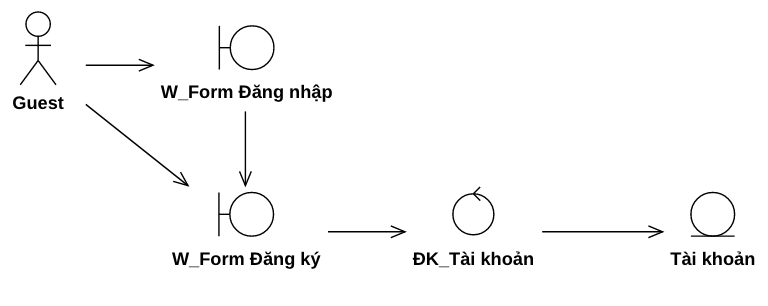 W_Form Đăng nhập
Guest
W_Form Đăng ký
ĐK_Tài khoản
Tài khoản